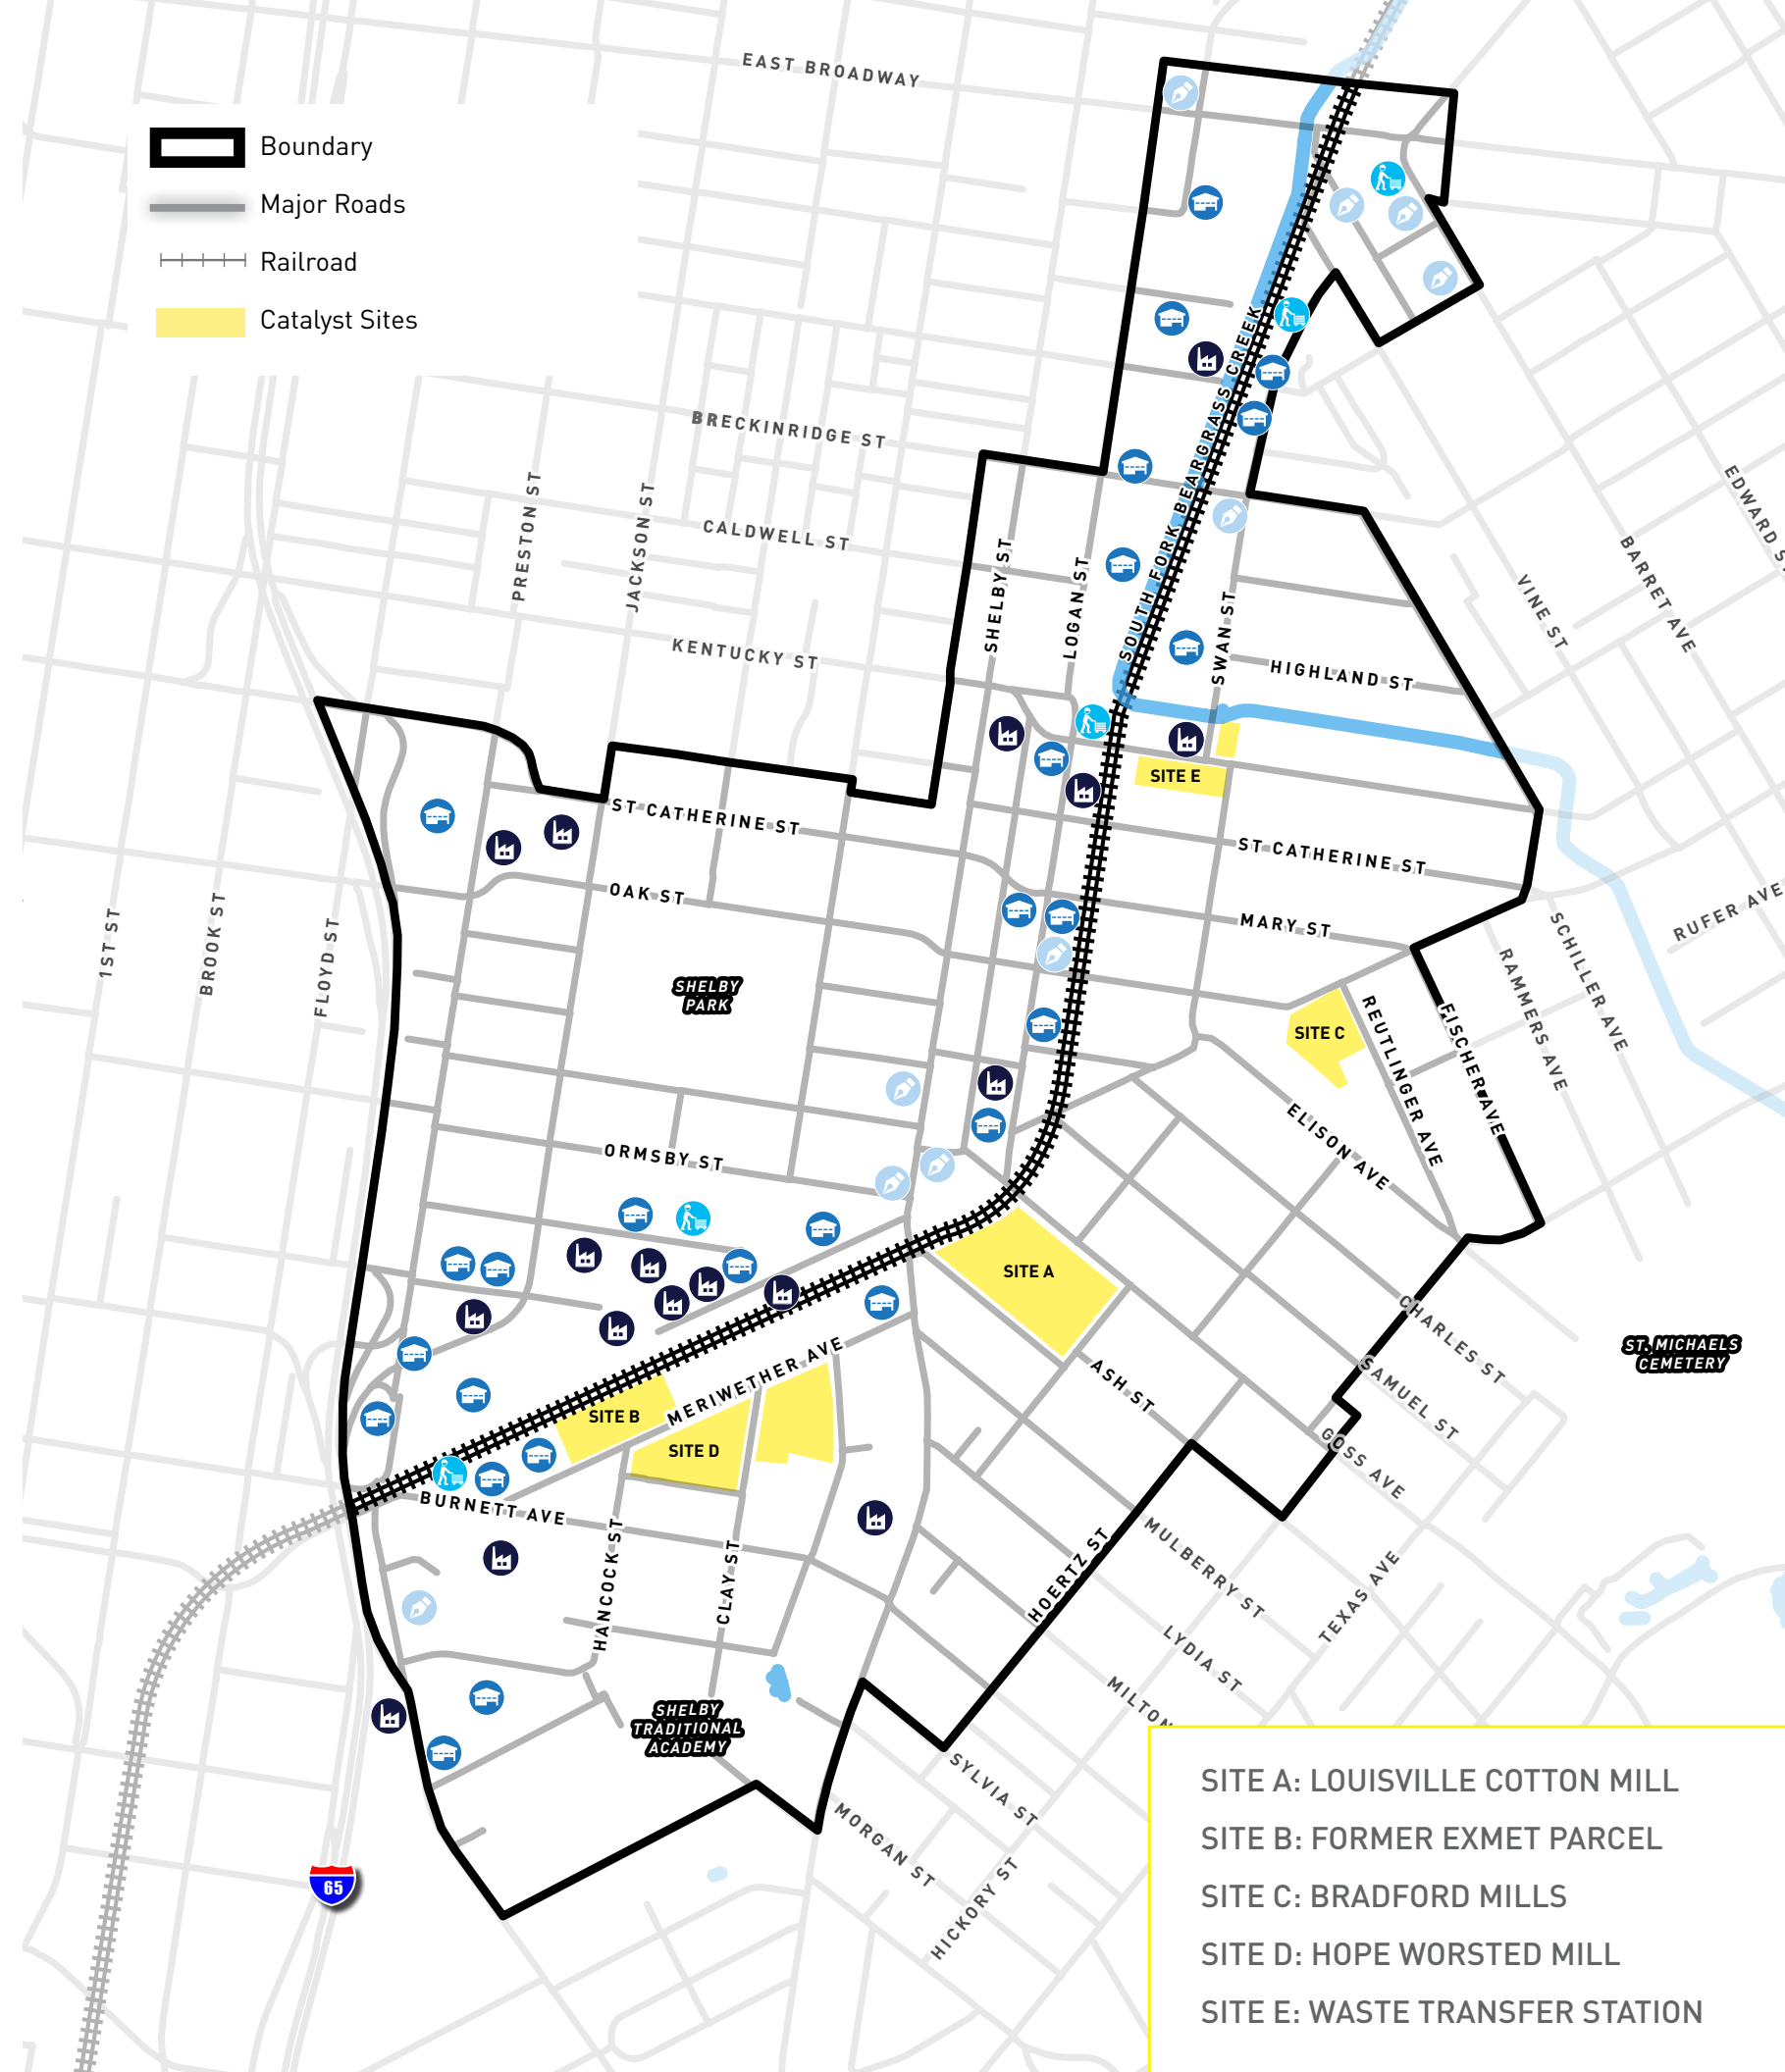 EAST BROADWAY
Boundary
Major Roads
Railroad
Catalyst Sites
BRECKINRIDGE ST
CALDWELL ST
KENTUCKY ST
PRESTON ST
JACKSON ST
SHELBY ST
LOGAN ST
SOUTH FORK BEARGRASS CREEK
SWAN ST
HIGHLAND ST
EDWARD S
BARRET AVE
VINE ST
SITE E
ST CATHERINE ST
ST CATHERINE ST
OAK ST
MARY ST
1ST ST
BROOK ST
FLOYD ST
SHELBY
PARK
SITE C
REUTLINGER AVE
FISCHER AVE
RAMMERS AVE
SCHILLER AVE
RUFER AVE
ELISON AVE
ORMSBY ST
SITE A
CHARLES ST
SAMUEL ST
GOSS AVE
ST. MICHAELS
CEMETERY
ASH ST
MERIWETHER AVE
SITE B
SITE D
BURNETT AVE
HANCOCK ST
CLAY ST
HOERTZ ST
MULBERRY ST
TEXAS AVE
LYDIA ST
MILTON
SHELBY
TRADITIONAL
ACADEMY
SYLVIA ST
MORGAN ST
HICKORY ST
65
SITE A: LOUISVILLE COTTON MILL
SITE B: FORMER EXMET PARCEL
SITE C: BRADFORD MILLS
SITE D: HOPE WORSTED MILL
SITE E: WASTE TRANSFER STATION